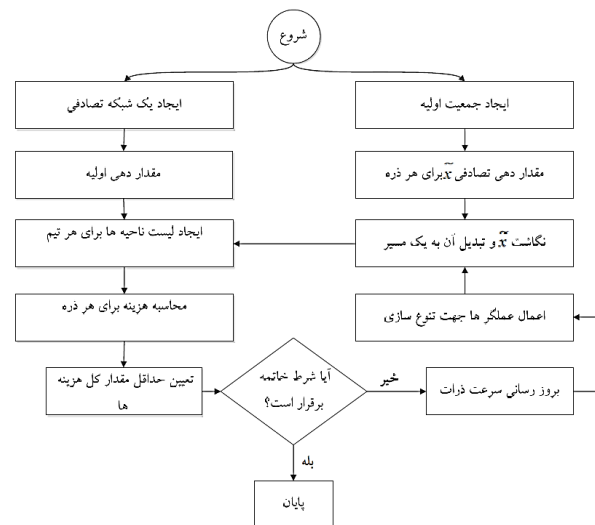 شروع
ایجاد جمعیت اولیه
ایجاد یک شبکه تصادفی
مقدار دهی تصادفی x̃ برای هر ذره
مقدار دهی اولیه
نگاشت x̃ و تبدیل آن به یک مسیر
ایجاد لیست ناحیه ها برای هر تیم
اعمال عملگر ها جهت تنوع سازی
محاسبه هزینه برای هر ذره
تعیین حداقل مقدار کل هزینه
ها
آیا شرط خاتمه
برقرار است؟
خیر
بروز رسانی سرعت ذرات
بله
پایان